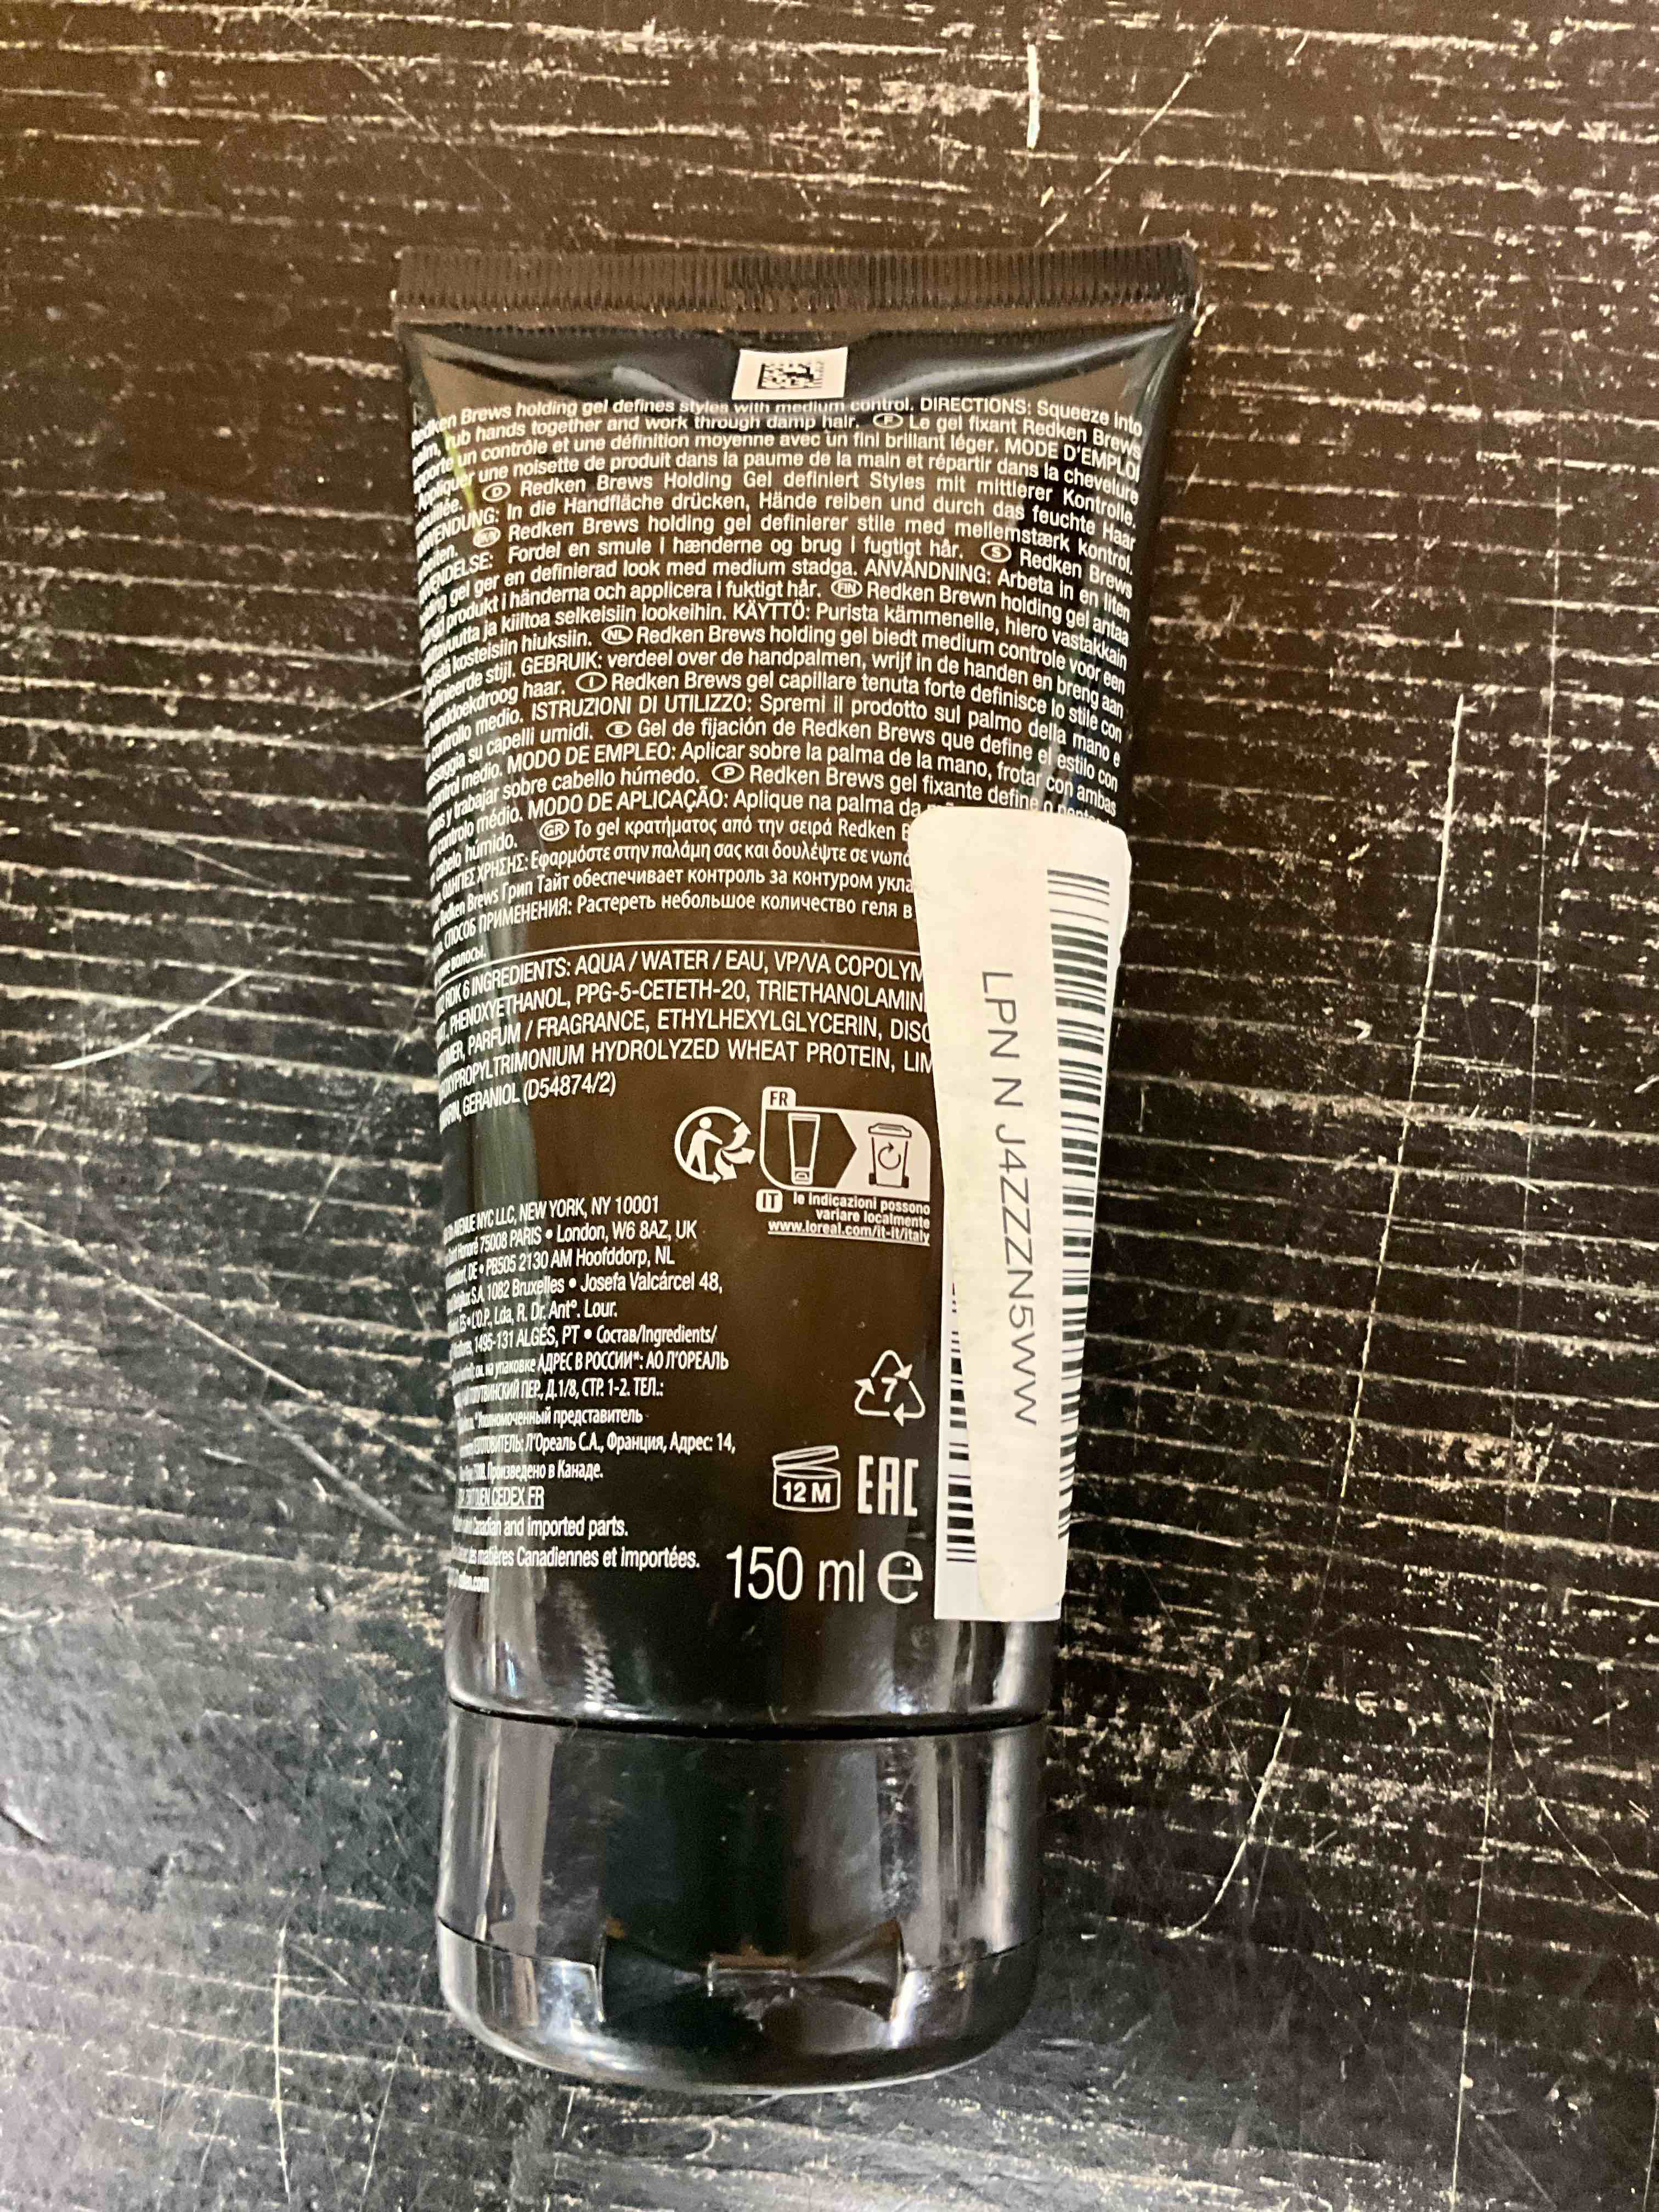 Redken Brews holding gel defines styles with medium control. DIRECTIONS: Squeeze into
palm, rub hands together and work through damp hair. F Le gel fixant Redken Brews
apporte un contrôle et une définition moyenne avec un fini brillant léger. MODE D'EMPLOI
Appliquer une noisette de produit dans la paume de la main et répartir dans la chevelure
mouillée. D Redken Brews Holding Gel definiert Styles mit mittlerer Kontrolle.
In die Handfläche drücken, Hände reiben und durch das feuchte Haar
DK/N Redken Brews holding gel definerer stile med mellemstærk kontrol.
Fordel en smule I hænderne og brug I fugtigt hår. S Redken Brews
gel ger en definierad look med medium stadga. ANVÄNDNING: Arbeta in en liten
produkt i händerna och applicera i fuktigt hår. FIN Redken Brewn holding gel antaa
ja kiiltoa selkeisiin lookeihin. KÄYTTÖ: Purista kämmenelle, hiero vastakkain
kosteisiin hiuksiin. NL Redken Brews holding gel biedt medium controle voor een
stijl. GEBRUIK: verdeel over de handpalmen, wrijf in de handen en breng aan
haar. I Redken Brews gel capillare tenuta forte definisce lo stile con
controllo medio. ISTRUZIONI DI UTILIZZO: Spremi il prodotto sul palmo della mano e
su capelli umidi. E Gel de fijación de Redken Brews que define el estilo con
control medio. MODO DE EMPLEO: Aplicar sobre la palma de la mano, frotar con ambas
y trabajar sobre cabello húmedo. P Redken Brews gel fixante define o
controlo médio. MODO DE APLICAÇÃO: Aplique na palma da
cabelo húmido. GR Το gel κρατήματος από την σειρά Redken
ΧΡΗΣΗΣ: Εφαρμόστε στην παλάμη σας και δουλέψτε σε
Redken Brews Грип Тайт обеспечивает контроль за контуром
СПОСОБ ПРИМЕНЕНИЯ: Растереть небольшое количество геля в
волосы.
6 INGREDIENTS: AQUA / WATER / EAU, VP/VA COPOLYM
PHENOXYETHANOL, PPG-5-CETETH-20, TRIETHANOLAMIN
PARFUM / FRAGRANCE, ETHYLHEXYLGLYCERIN,
HYDROLYZED WHEAT PROTEIN,
GERANIOL (D54874/2)
FR
IT le Indicazioni possono
variare localmente
www.loreal.com/it-it/italy
NYC LLC, NEW YORK, NY 10001
75008 PARIS • London, W6 8AZ, UK
DE • PB505 2130 AM Hoofddorp, NL
S.A. 1082 Bruxelles • Josefa Valcárcel 48,
Lda, R. Dr. Antº. Lour.
1495-131 ALGÉS, PT • Состав/Ingredients/
на упаковке АДРЕС В РОССИИ*: АО Л'ОРЕАЛЬ
ПЕР., Д.1/8, СТР. 1-2. ТЕЛ.:
представитель
Л'Ореаль С.А., Франция, Адрес: 14,
Произведено в Канаде.
CEDEX FR
Canadian and imported parts.
matières Canadiennes et importées.
7
12 M
EAC
150 ml e
LPN N J4ZZZN5WW